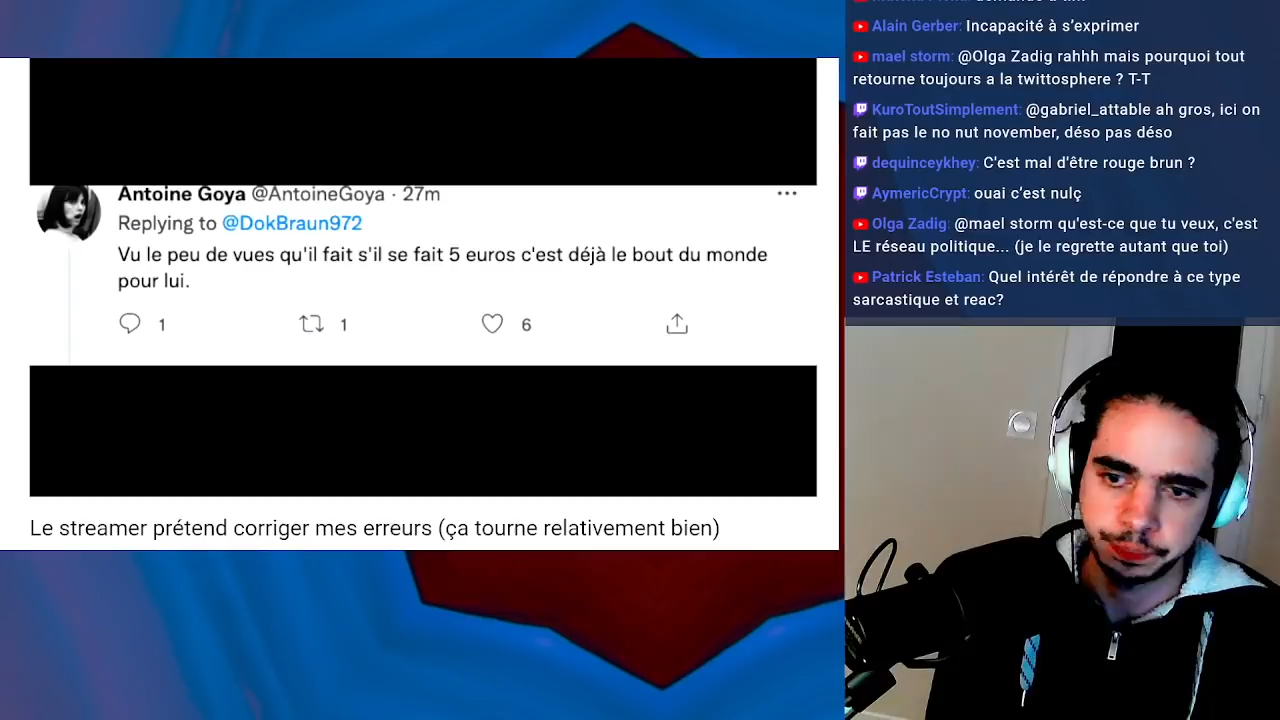 Antoine Goya @AntoineGoya · 27m
Replying to @DokBraun972
Vu le peu de vues qu'il fait s'il se fait 5 euros c'est déjà le bout du monde
pour lui.
1 1 6
Le streamer prétend corriger mes erreurs (ça tourne relativement bien)
Alain Gerber: Incapacité à s'exprimer
mael storm: @Olga Zadig rahhh mais pourquoi tout
retourne toujours a la twittosphere ? T-T
KuroToutSimplement: @gabriel_attable ah gros, ici on
fait pas le no nut november, déso pas déso
dequinceykhey: C'est mal d'être rouge brun ?
AymericCrypt: ouai c'est nulç
Olga Zadig: @mael storm qu'est-ce que tu veux, c'est
LE réseau politique... (je le regrette autant que toi)
Patrick Esteban: Quel intérêt de répondre à ce type
sarcastique et reac?